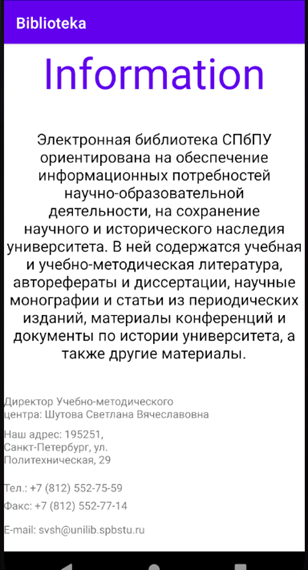 Biblioteka
Information
Электронная библиотека СПбПУ
ориентирована на обеспечение
информационных потребностей
научно-образовательной
деятельности, на сохранение
научного и исторического наследия
университета. В ней содержатся учебная
и учебно-методическая литература,
авторефераты и диссертации, научные
монографии и статьи из периодических
изданий, материалы конференций и
документы по истории университета, а
также другие материалы.
Директор Учебно-методического
центра: Шутова Светлана Вячеславовна
Наш адрес: 195251,
Санкт-Петербург, ул.
Политехническая, 29
Тел.: +7 (812) 552-75-59
Факс: +7 (812) 552-77-14
E-mail: svsh@unilib.spbstu.ru